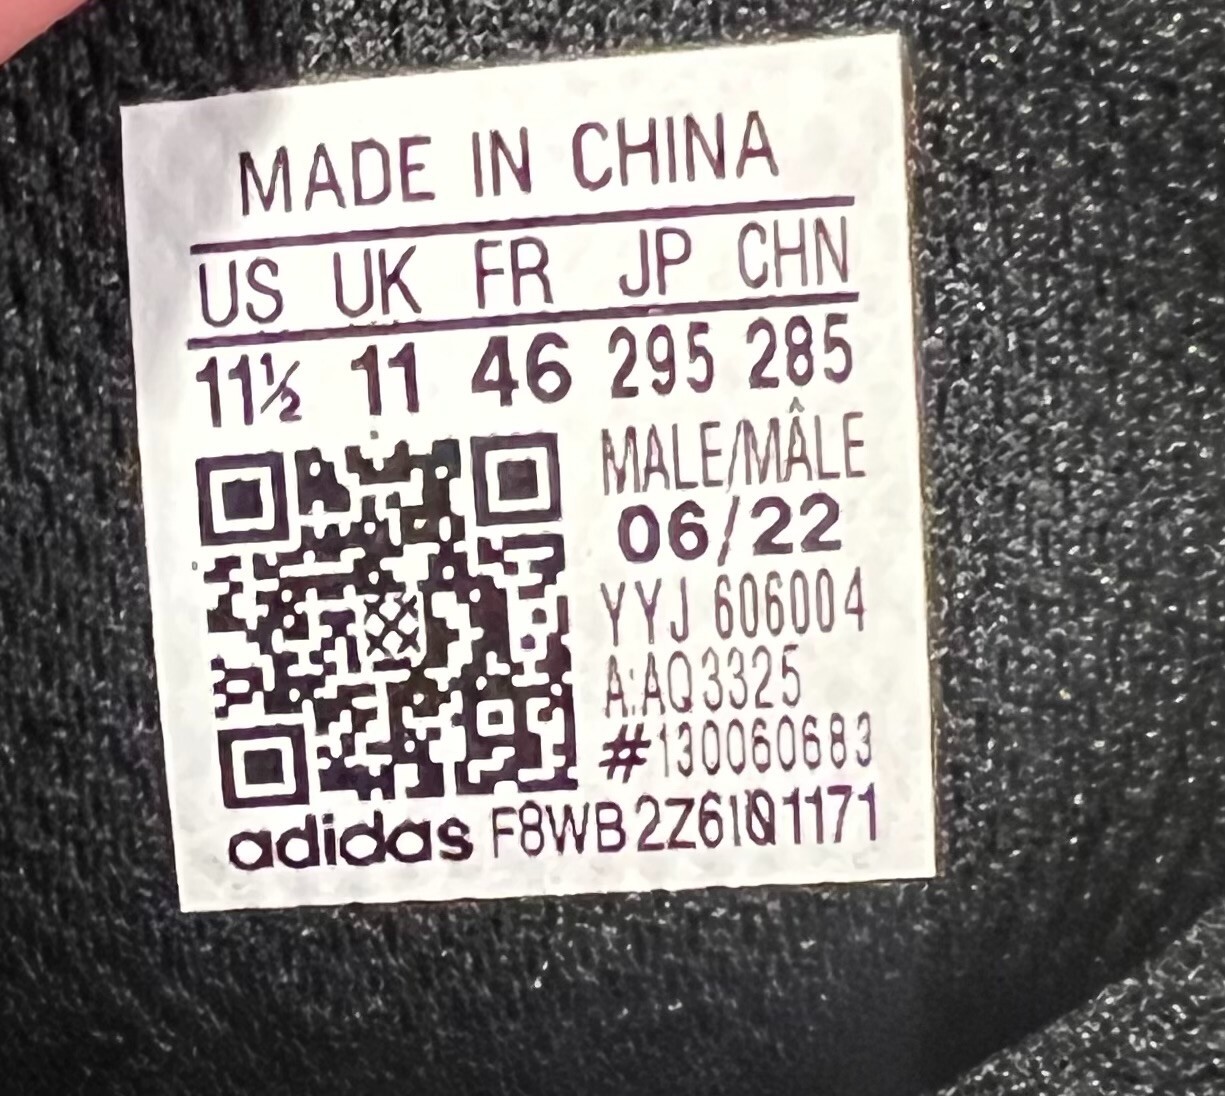 MADE IN CHINA
US UK FR JP CHN
11½ 11 46 295 285
MALE/MÂLE
06/22
YYJ 606004
A:AQ3325
#130060683
adidas F8WB2Z6IQ1171